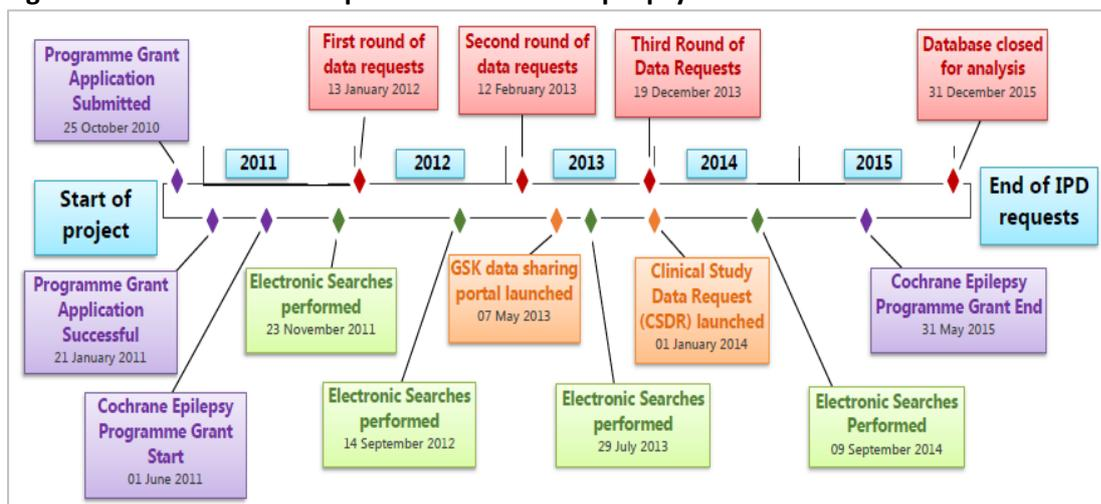 Programme Grant
Application
Submitted
25 October 2010
First round of
data requests
13 January 2012
Second round of
data requests
12 February 2013
Third Round of
Data Requests
19 December 2013
Database closed
for analysis
31 December 2015
2011
2012
2013
2014
2015
Start of
project
End of IPD
requests
Programme Grant
Application
Successful
21 January 2011
Electronic Searches
performed
23 November 2011
GSK data sharing
portal launched
07 May 2013
Clinical Study
Data Request
(CSDR) launched
01 January 2014
Cochrane Epilepsy
Programme Grant End
31 May 2015
Cochrane Epilepsy
Programme Grant
Start
01 June 2011
Electronic Searches
performed
14 September 2012
Electronic Searches
performed
29 July 2013
Electronic Searches
Performed
09 September 2014